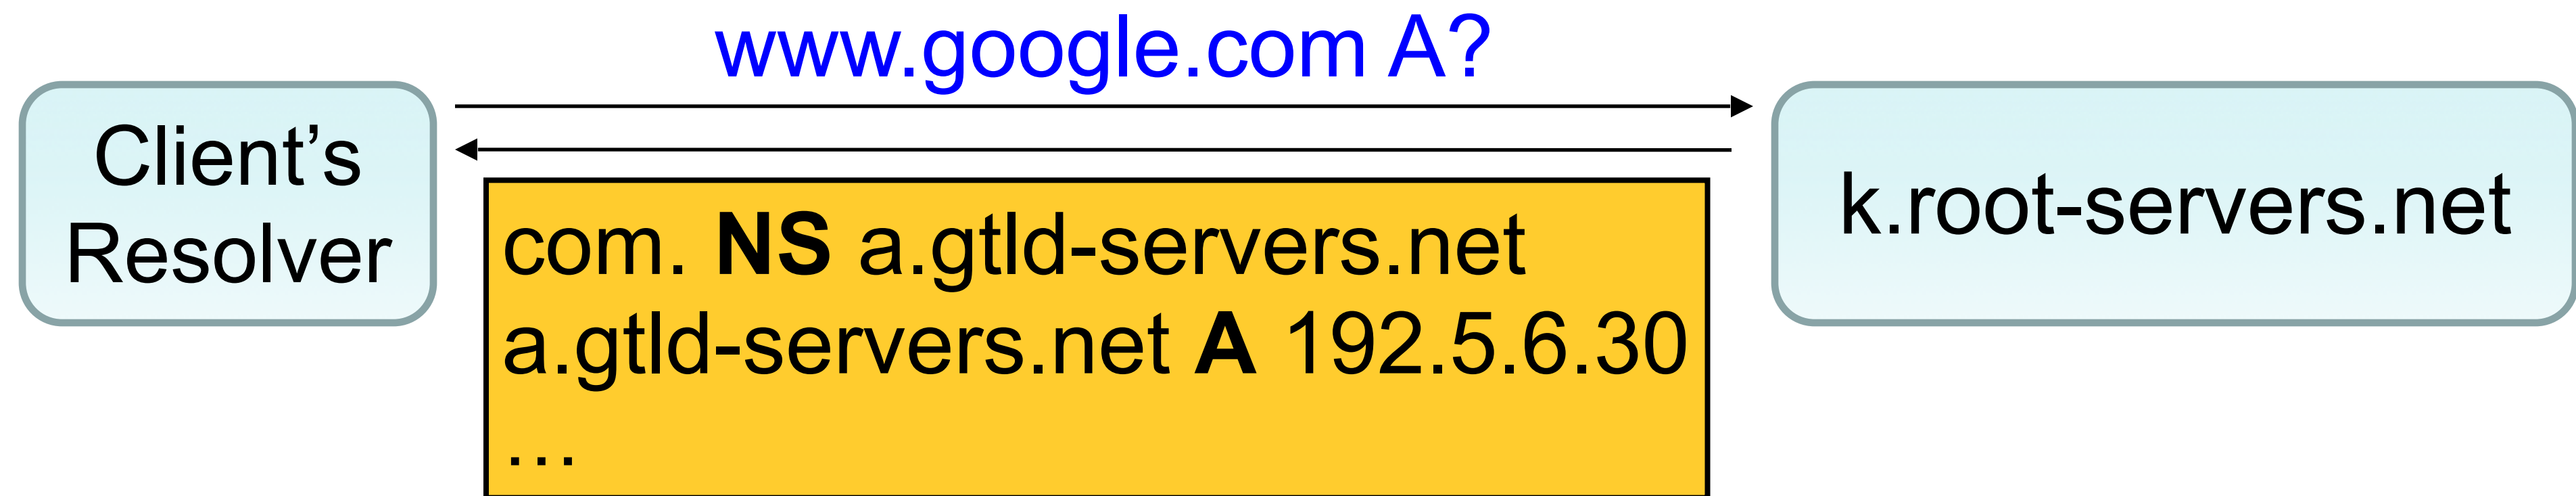 www.google.com A?
Client’s
Resolver
com. NS a.gtld-servers.net
a.gtld-servers.net A 192.5.6.30
…
k.root-servers.net